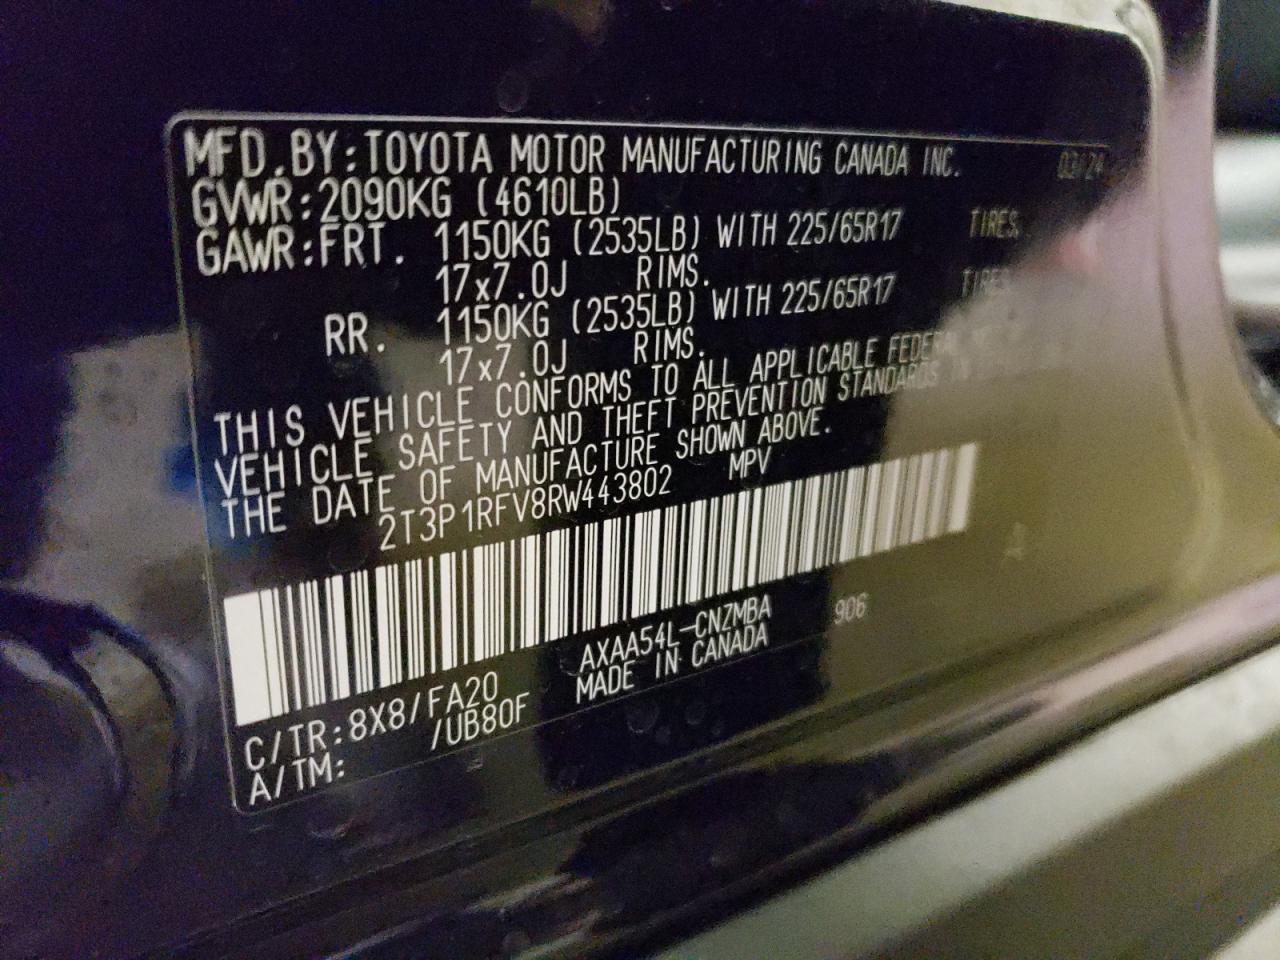 MFD.BY:TOYOTA MOTOR MANUFACTURING CANADA INC. 03/24
GVWR:2090KG (4610LB)
GAWR:FRT. 1150KG (2535LB) WITH 225/65R17 TIRES,
17x7.0J RIMS.
RR. 1150KG (2535LB) WITH 225/65R17 TIRES
17x7.0J RIMS.
THIS VEHICLE CONFORMS TO ALL APPLICABLE FEDERAL
VEHICLE SAFETY AND THEFT PREVENTION STANDARDS
THE DATE OF MANUFACTURE SHOWN ABOVE.
2T3P1RFV8RW443802 MPV
C/TR:8X8/FA20 AXAA54L-CNZMBA 906
A/TM: /UB80F MADE IN CANADA